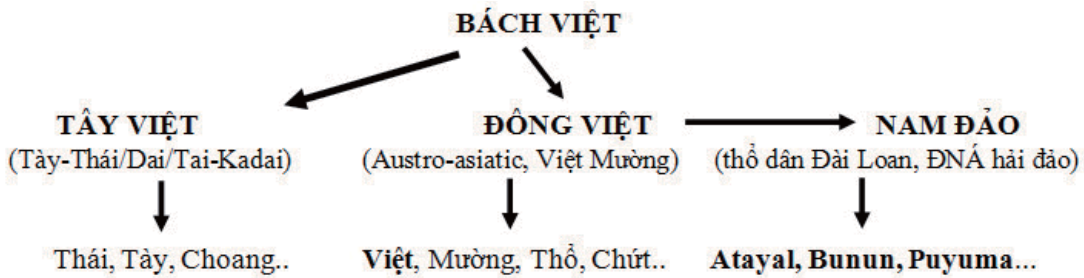 BÁCH VIỆT
TÂY VIỆT
ĐÔNG VIỆT
NAM ĐẢO
(Tày-Thái/Dai/Tai-Kadai)
(Austro-asiatic, Việt Mường)
(thổ dân Đài Loan, ĐNÁ hải đảo)
Thái, Tày, Choang..
Việt, Mường, Thổ, Chứt..
Atayal, Bunun, Puyuma...